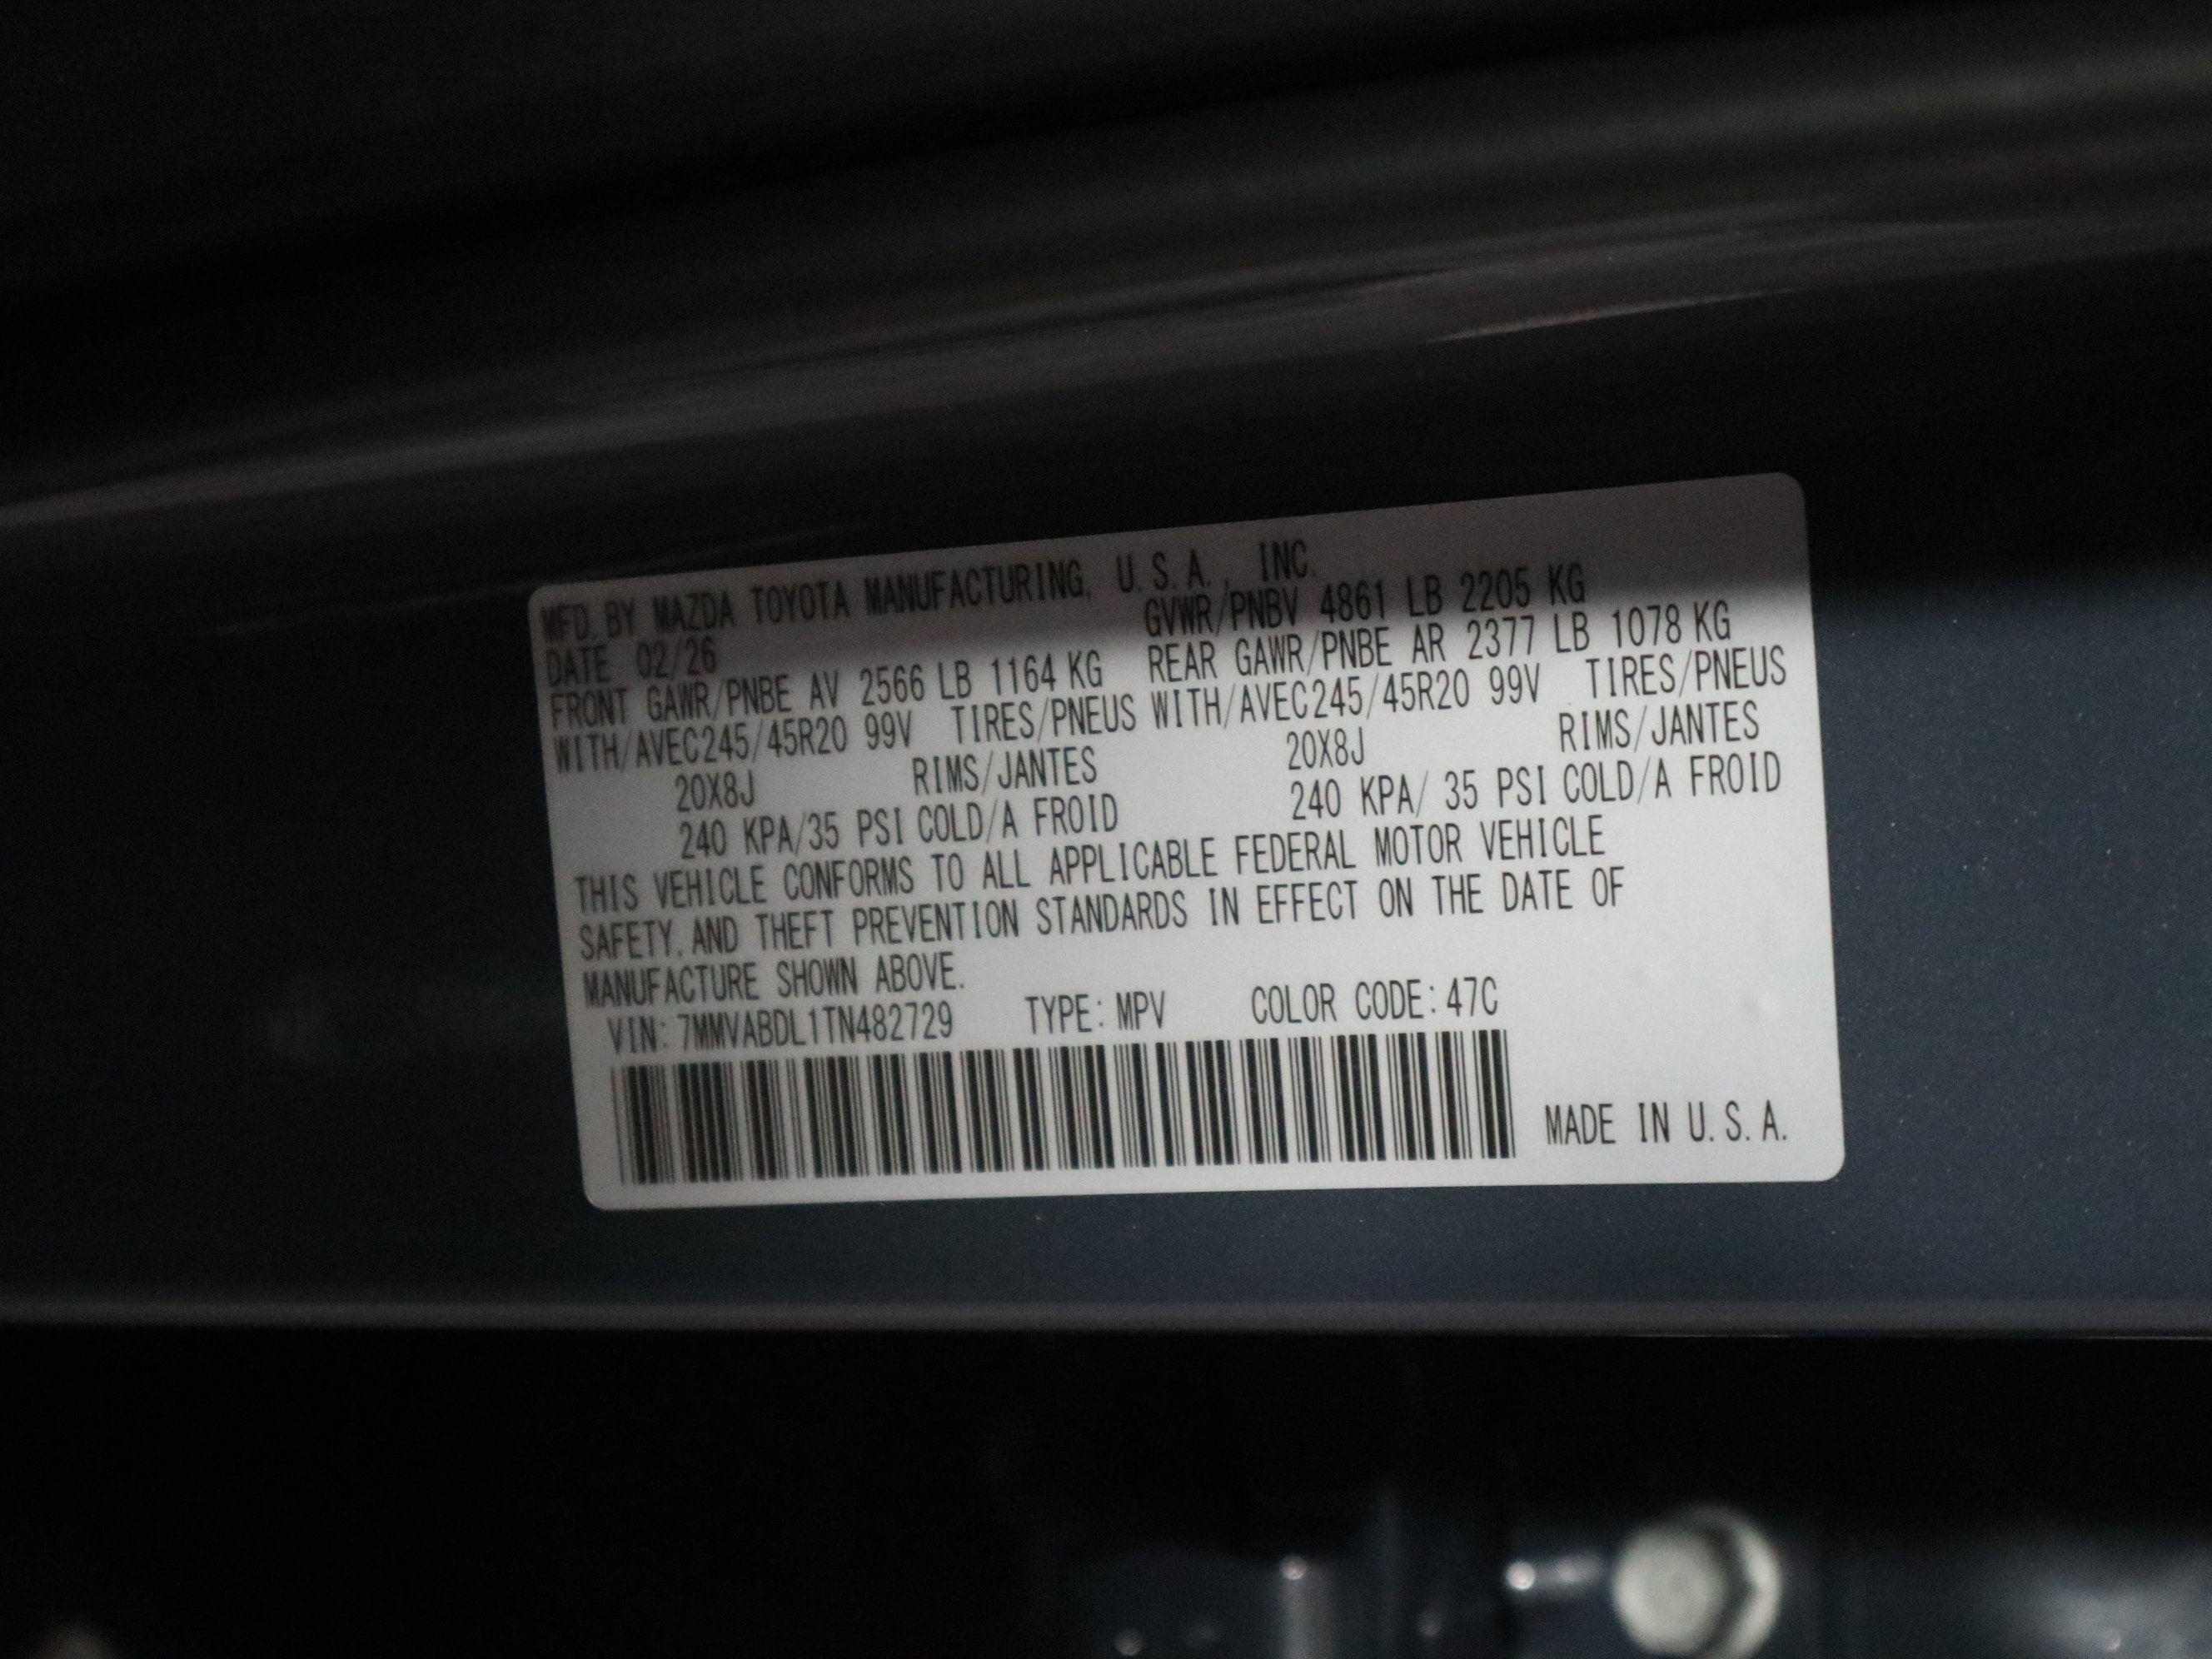 MFD. BY MAZDA TOYOTA MANUFACTURING, U.S.A., INC.
DATE 02/26 GVWR/PNBV 4861 LB 2205 KG
FRONT GAWR/PNBE AV 2566 LB 1164 KG REAR GAWR/PNBE AR 2377 LB 1078 KG
WITH/AVEC245/45R20 99V TIRES/PNEUS WITH/AVEC245/45R20 99V TIRES/PNEUS
20X8J RIMS/JANTES 20X8J RIMS/JANTES
240 KPA/35 PSI COLD/A FROID 240 KPA/ 35 PSI COLD/A FROID
THIS VEHICLE CONFORMS TO ALL APPLICABLE FEDERAL MOTOR VEHICLE
SAFETY, AND THEFT PREVENTION STANDARDS IN EFFECT ON THE DATE OF
MANUFACTURE SHOWN ABOVE.
VIN: 7MMVABDL1TN482729 TYPE: MPV COLOR CODE: 47C
MADE IN U.S.A.